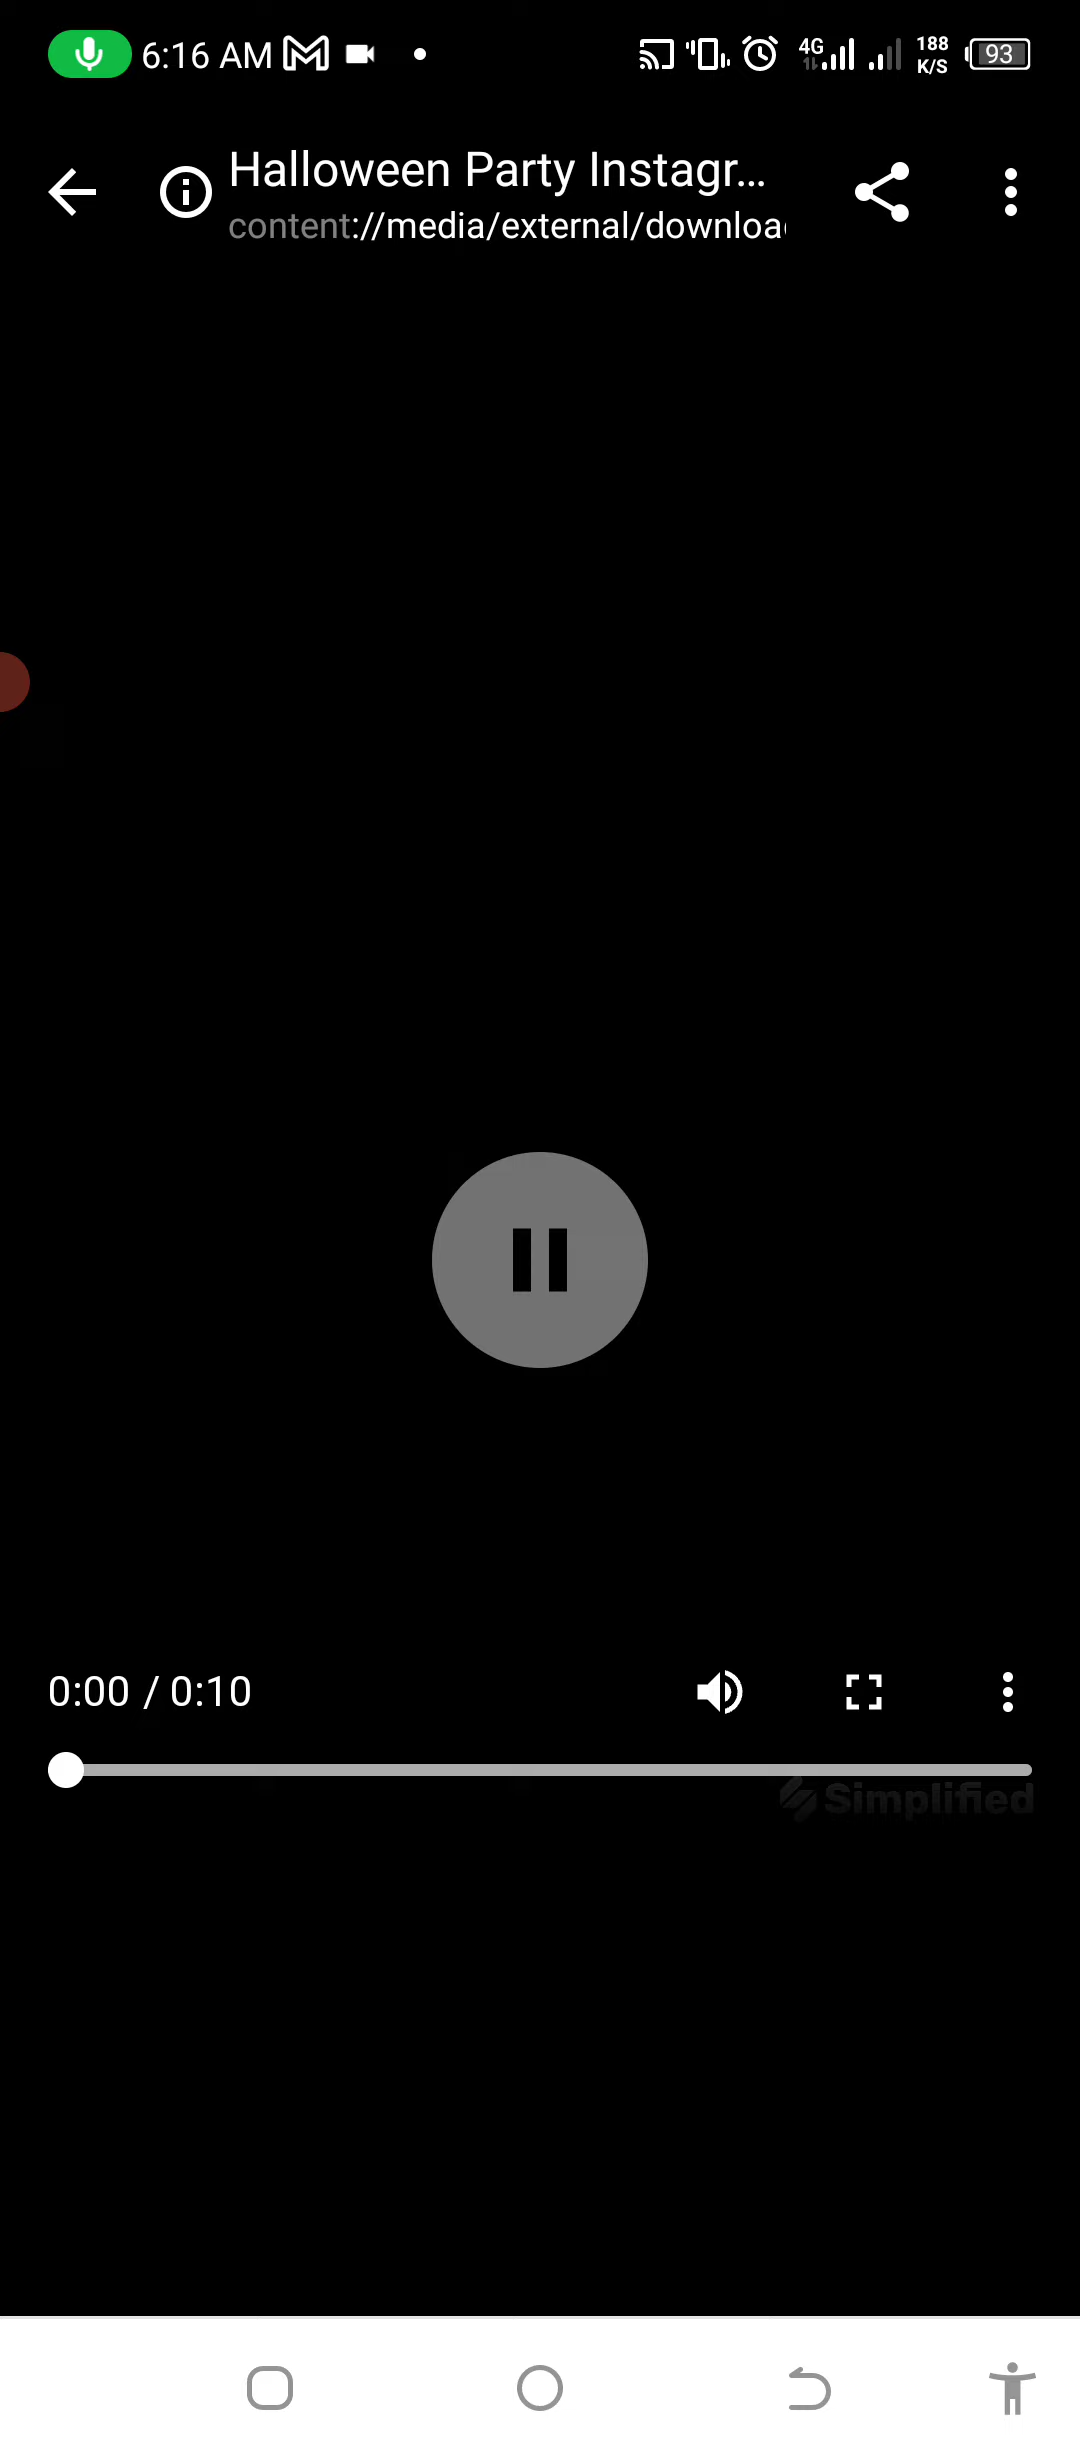 6:16 AM
4G
188
K/S
93
Halloween Party Instagr...
content://media/external/downloa
0:00 / 0:10
Simplified